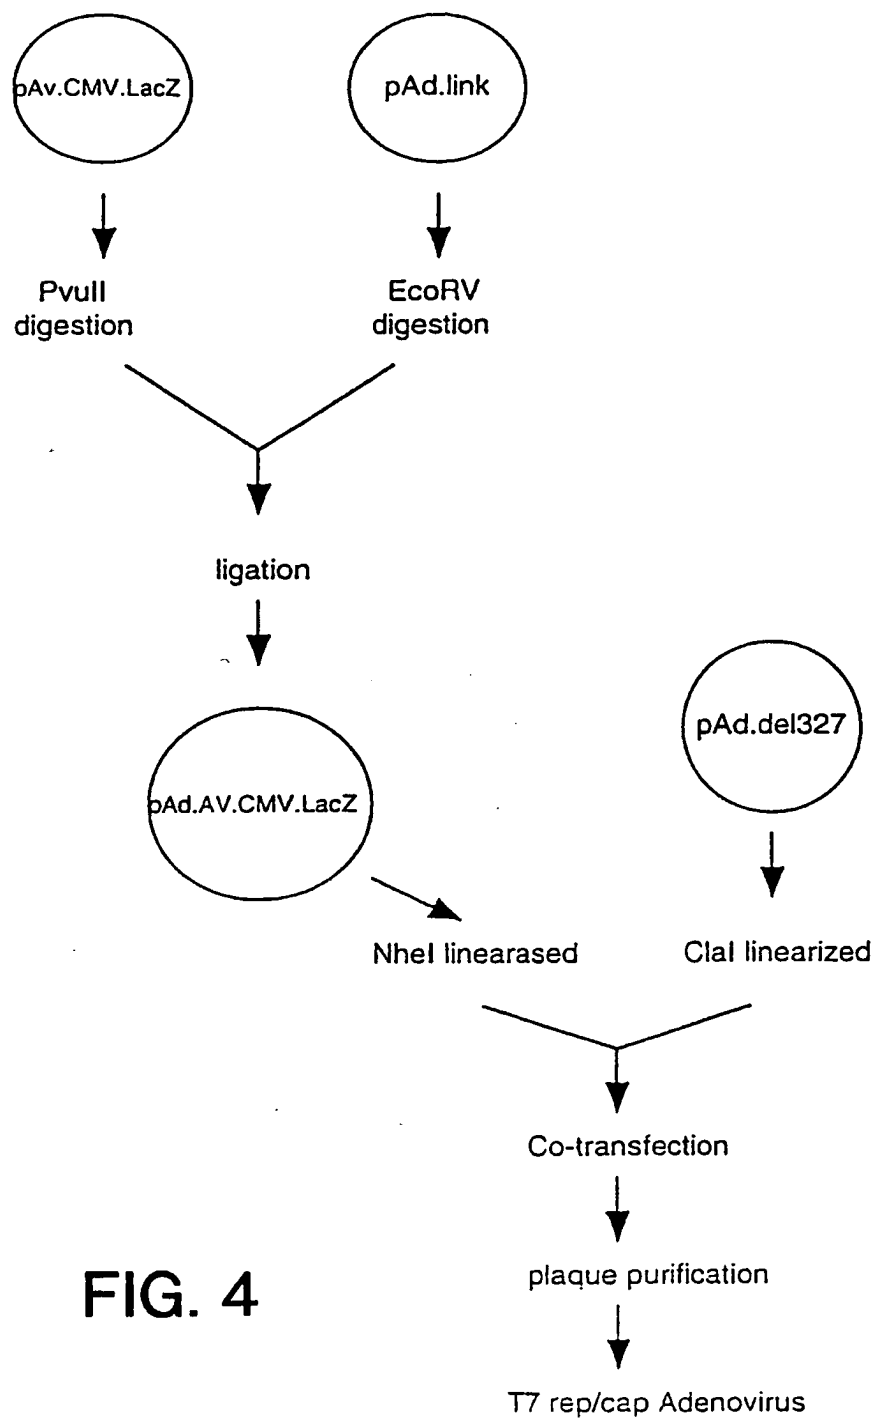 pAv.CMV.LacZ
pAd.link
PvuII
digestion
EcoRV
digestion
ligation
pAd.AV.CMV.LacZ
pAd.del327
NheI linearased
ClaI linearized
Co-transfection
plaque purification
T7 rep/cap Adenovirus
FIG. 4